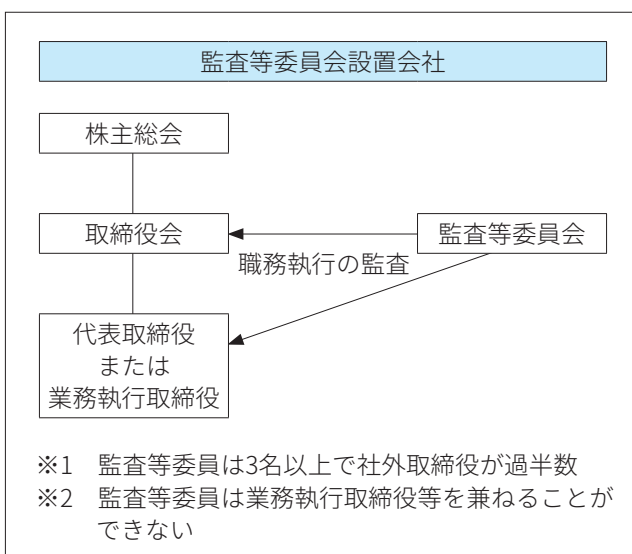 監査等委員会設置会社
株主総会
取締役会
監査等委員会
職務執行の監査
代表取締役
または
業務執行取締役
※1　監査等委員は3名以上で社外取締役が過半数
※2　監査等委員は業務執行取締役等を兼ねることが
できない